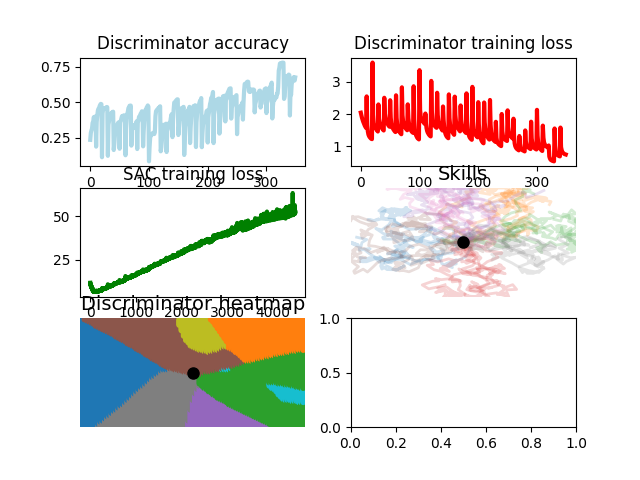 Discriminator accuracy
Discriminator training loss
0.75
0.50
0.25
3
2
1
0 100 200 300
0 100 200 300
SAC training loss
Skills
50
25
0 1000 2000 3000 4000
Discriminator heatmap
1.0
0.5
0.0
0.0 0.2 0.4 0.6 0.8 1.0